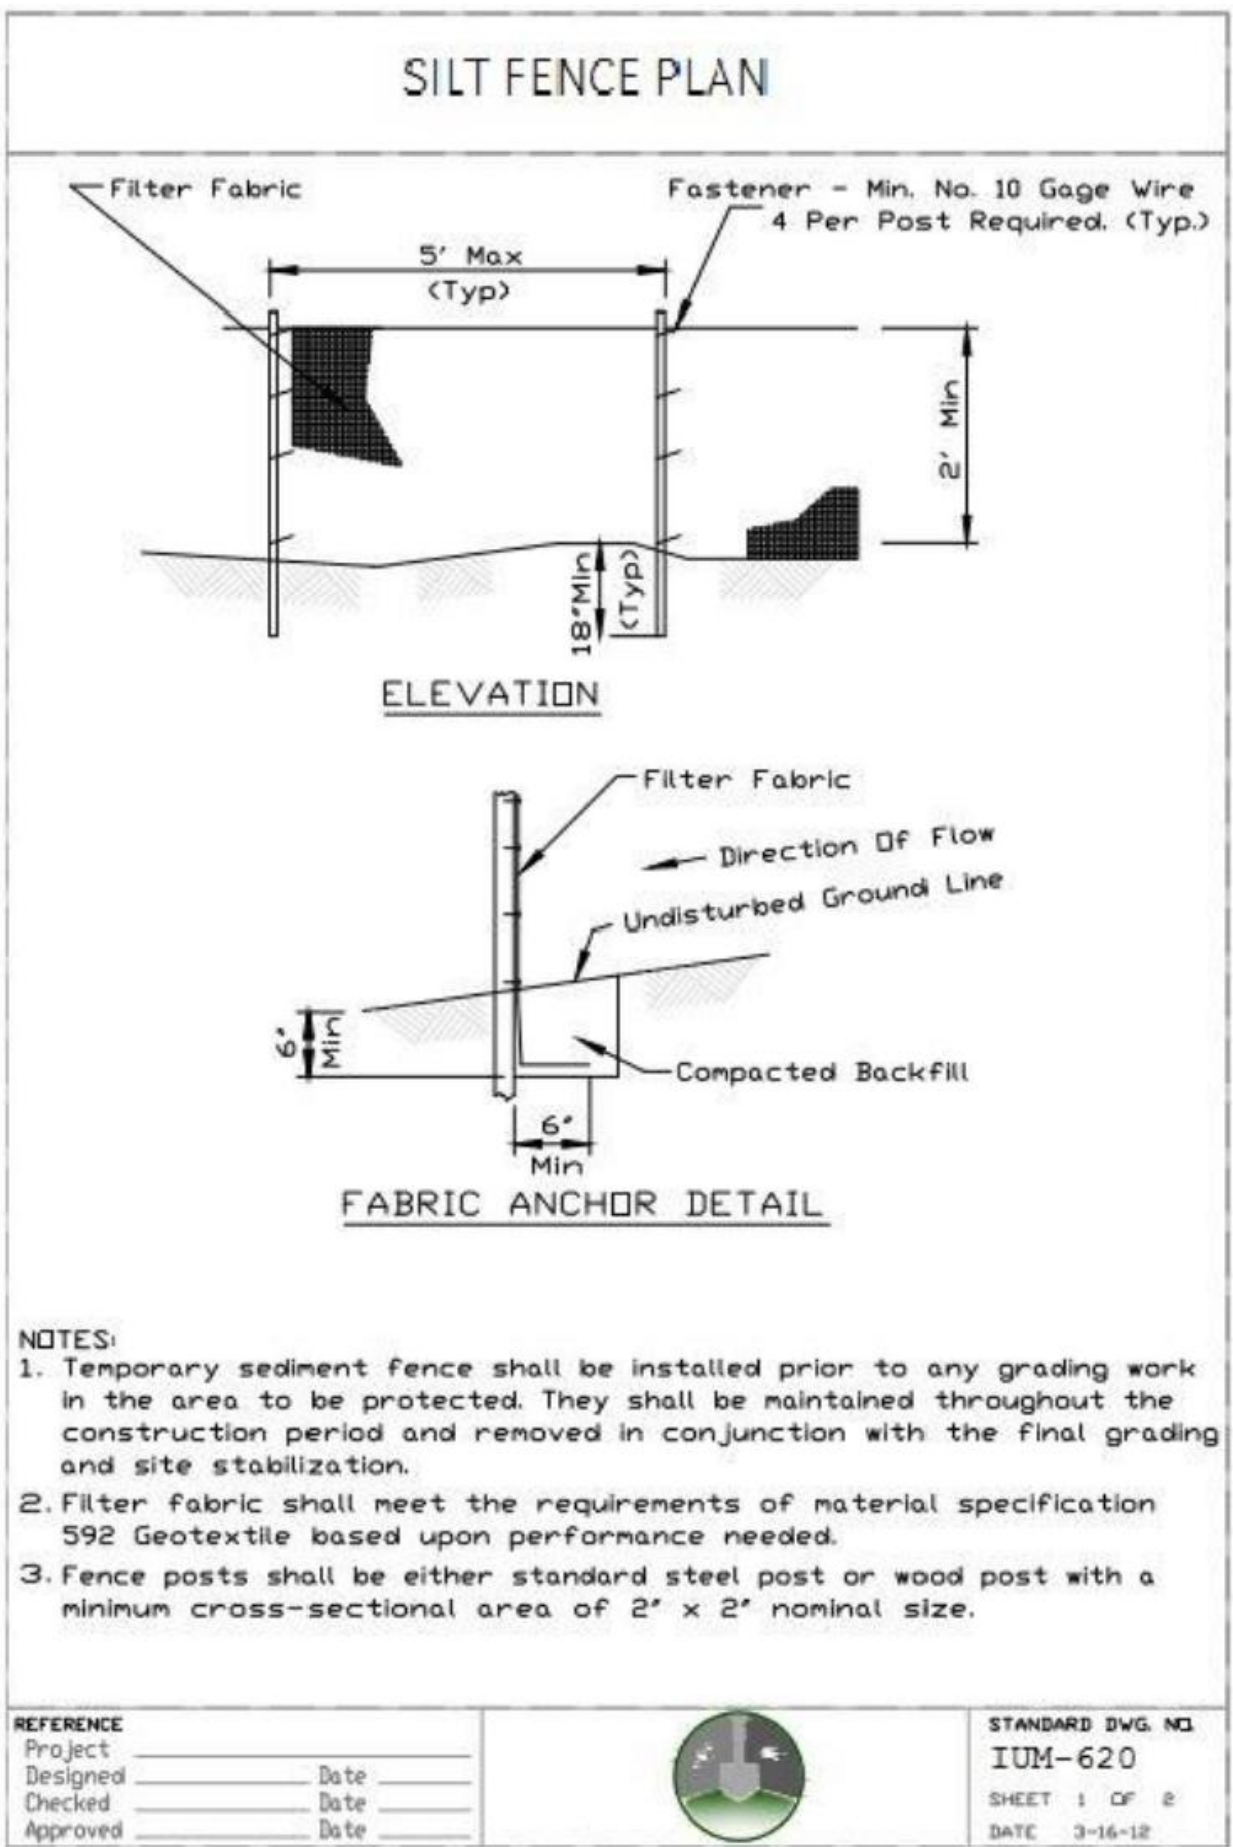 SILT FENCE PLAN
Filter Fabric
Fastener - Min. No. 10 Gage Wire
4 Per Post Required. (Typ.)
5' Max
(Typ)
2' Min
18"Min
(Typ)
ELEVATION
Filter Fabric
Direction Of Flow
Undisturbed Ground Line
6"
Min
Compacted Backfill
6"
Min
FABRIC ANCHOR DETAIL
NOTES:
1. Temporary sediment fence shall be installed prior to any grading work
in the area to be protected. They shall be maintained throughout the
construction period and removed in conjunction with the final grading
and site stabilization.
2. Filter fabric shall meet the requirements of material specification
592 Geotextile based upon performance needed.
3. Fence posts shall be either standard steel post or wood post with a
minimum cross-sectional area of 2" x 2" nominal size.
REFERENCE
Project
Designed Date
Checked Date
Approved Date
STANDARD DWG. NO.
IUM-620
SHEET 1 OF 2
DATE 3-16-12